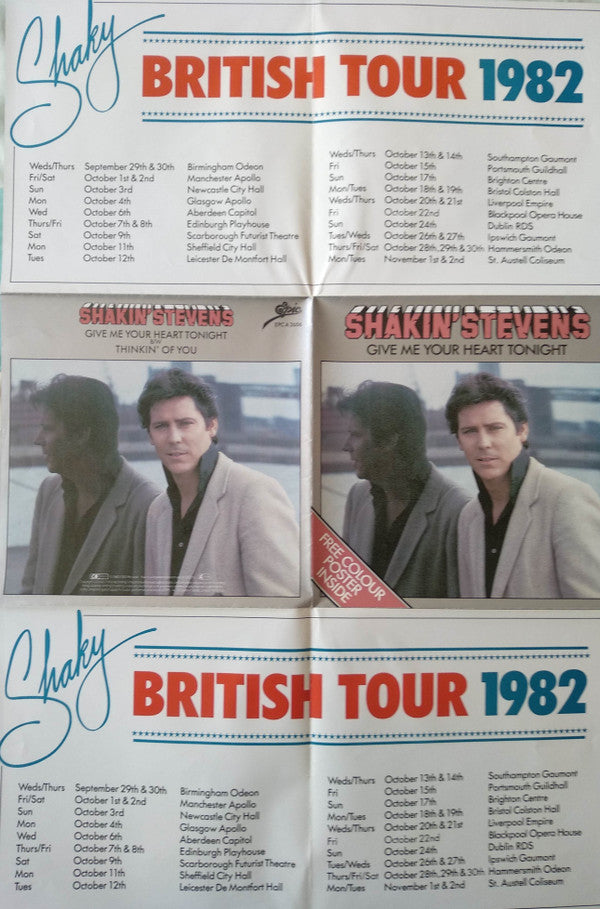 Shaky
BRITISH TOUR 1982
Weds/Thurs September 29th & 30th Birmingham Odeon
Fri/Sat October 1st & 2nd Manchester Apollo
Sun October 3rd Newcastle City Hall
Mon October 4th Glasgow Apollo
Wed October 6th Aberdeen Capitol
Thurs/Fri October 7th & 8th Edinburgh Playhouse
Sat October 9th Scarborough Futurist Theatre
Mon October 11th Sheffield City Hall
Tues October 12th Leicester De Montfort Hall
Weds/Thurs October 13th & 14th Southampton Gaumont
Fri October 15th Portsmouth Guildhall
Sun October 17th Brighton Centre
Mon/Tues October 18th & 19th Bristol Colston Hall
Weds/Thurs October 20th & 21st Liverpool Empire
Fri October 22nd Blackpool Opera House
Sun October 24th Dublin RDS
Tues/Weds October 26th & 27th Ipswich Gaumont
Thurs/Fri/Sat October 28th, 29th & 30th Hammersmith Odeon
Mon/Tues November 1st & 2nd St. Austell Coliseum
SHAKIN' STEVENS
GIVE ME YOUR HEART TONIGHT
B/W
THINKIN' OF YOU
Epic
SHAKIN' STEVENS
GIVE ME YOUR HEART TONIGHT
FREE COLOUR
POSTER
INSIDE
Shaky
BRITISH TOUR 1982
Weds/Thurs September 29th & 30th Birmingham Odeon
Fri/Sat October 1st & 2nd Manchester Apollo
Sun October 3rd Newcastle City Hall
Mon October 4th Glasgow Apollo
Wed October 6th Aberdeen Capitol
Thurs/Fri October 7th & 8th Edinburgh Playhouse
Sat October 9th Scarborough Futurist Theatre
Mon October 11th Sheffield City Hall
Tues October 12th Leicester De Montfort Hall
Weds/Thurs October 13th & 14th Southampton Gaumont
Fri October 15th Portsmouth Guildhall
Sun October 17th Brighton Centre
Mon/Tues October 18th & 19th Bristol Colston Hall
Weds/Thurs October 20th & 21st Liverpool Empire
Fri October 22nd Blackpool Opera House
Sun October 24th Dublin RDS
Tues/Weds October 26th & 27th Ipswich Gaumont
Thurs/Fri/Sat October 28th, 29th & 30th Hammersmith Odeon
Mon/Tues November 1st & 2nd St. Austell Coliseum